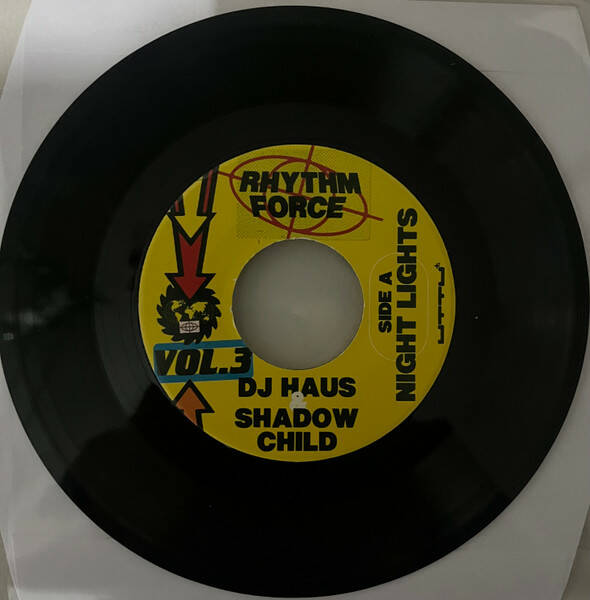 RHYTHM
FORCE
SIDE A
NIGHT LIGHTS
VOL.3
DJ HAUS
&
SHADOW
CHILD